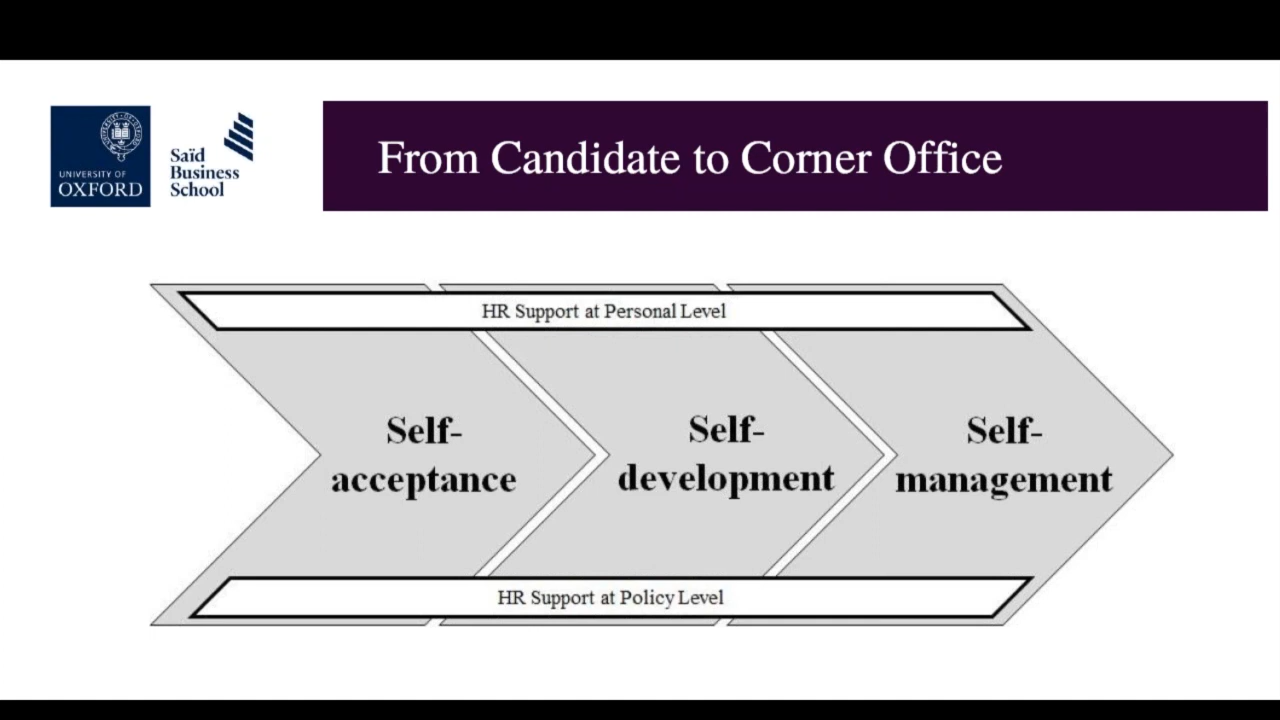 UNIVERSITY OF
OXFORD
Saïd
Business
School
From Candidate to Corner Office
HR Support at Personal Level
Self-
acceptance
Self-
development
Self-
management
HR Support at Policy Level